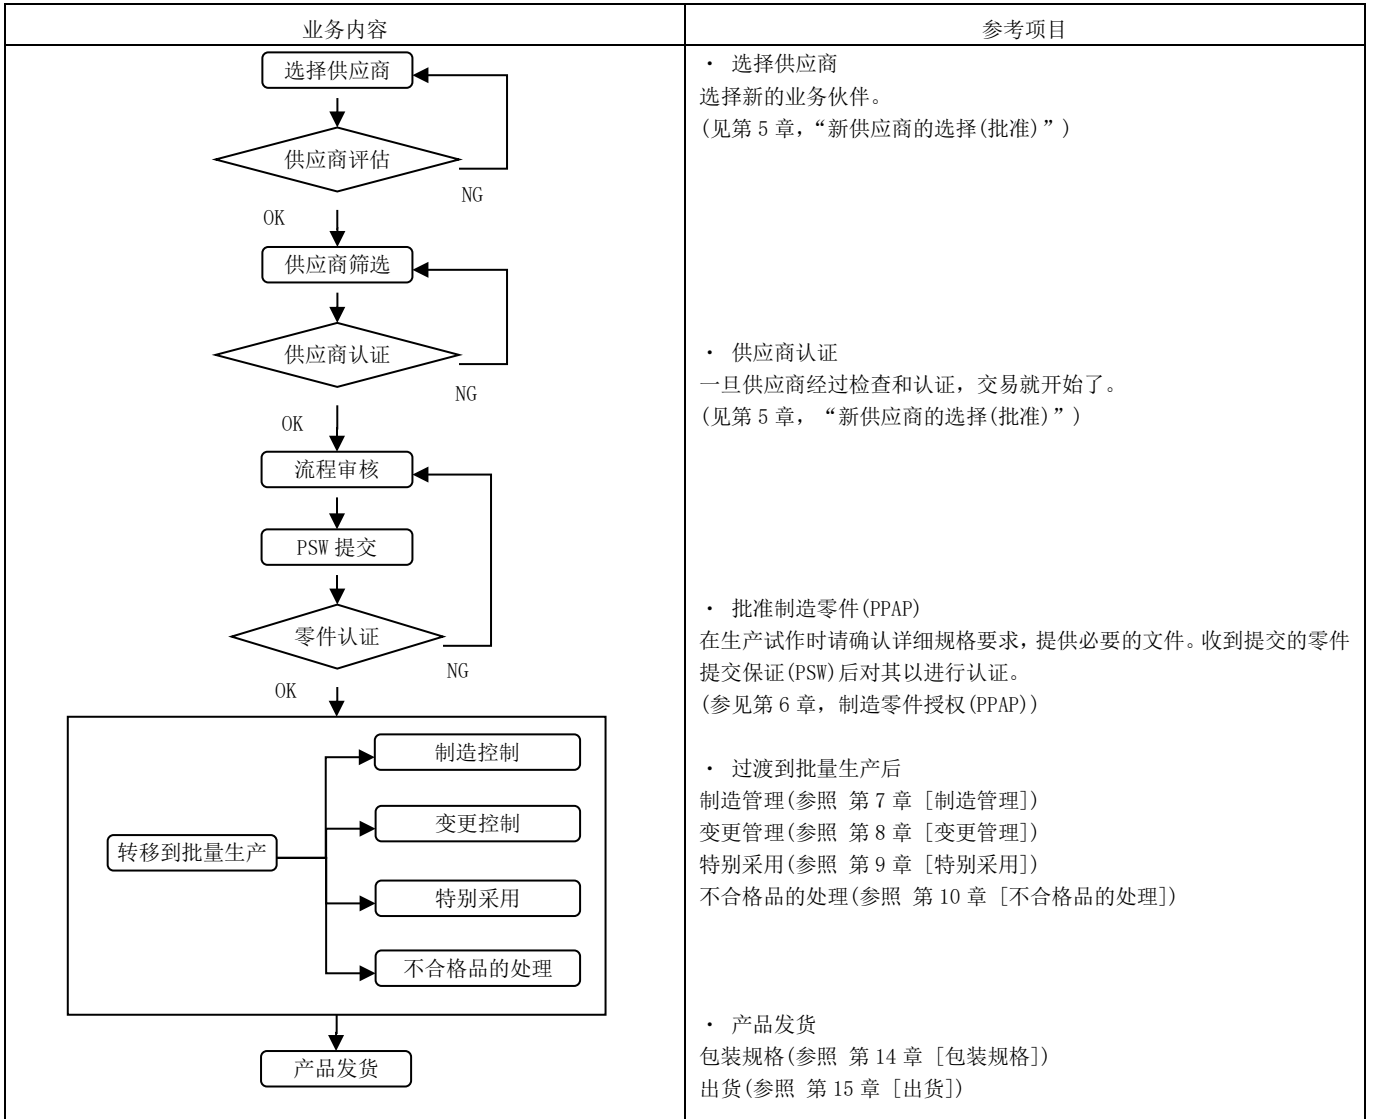 业务内容
参考项目
选择供应商
供应商评估
NG
OK
供应商筛选
供应商认证
NG
OK
流程审核
PSW 提交
零件认证
NG
OK
制造控制
变更控制
转移到批量生产
特别采用
不合格品的处理
产品发货
· 选择供应商
选择新的业务伙伴。
(见第 5 章，“新供应商的选择(批准)”)
· 供应商认证
一旦供应商经过检查和认证，交易就开始了。
(见第 5 章，“新供应商的选择(批准)”)
· 批准制造零件(PPAP)
在生产试作时请确认详细规格要求，提供必要的文件。收到提交的零件
提交保证(PSW)后对其以进行认证。
(参见第 6 章，制造零件授权(PPAP))
· 过渡到批量生产后
制造管理(参照 第 7 章 [制造管理])
变更管理(参照 第 8 章 [变更管理])
特别采用(参照 第 9 章 [特别采用])
不合格品的处理(参照 第 10 章 [不合格品的处理])
· 产品发货
包装规格(参照 第 14 章 [包装规格])
出货(参照 第 15 章 [出货])